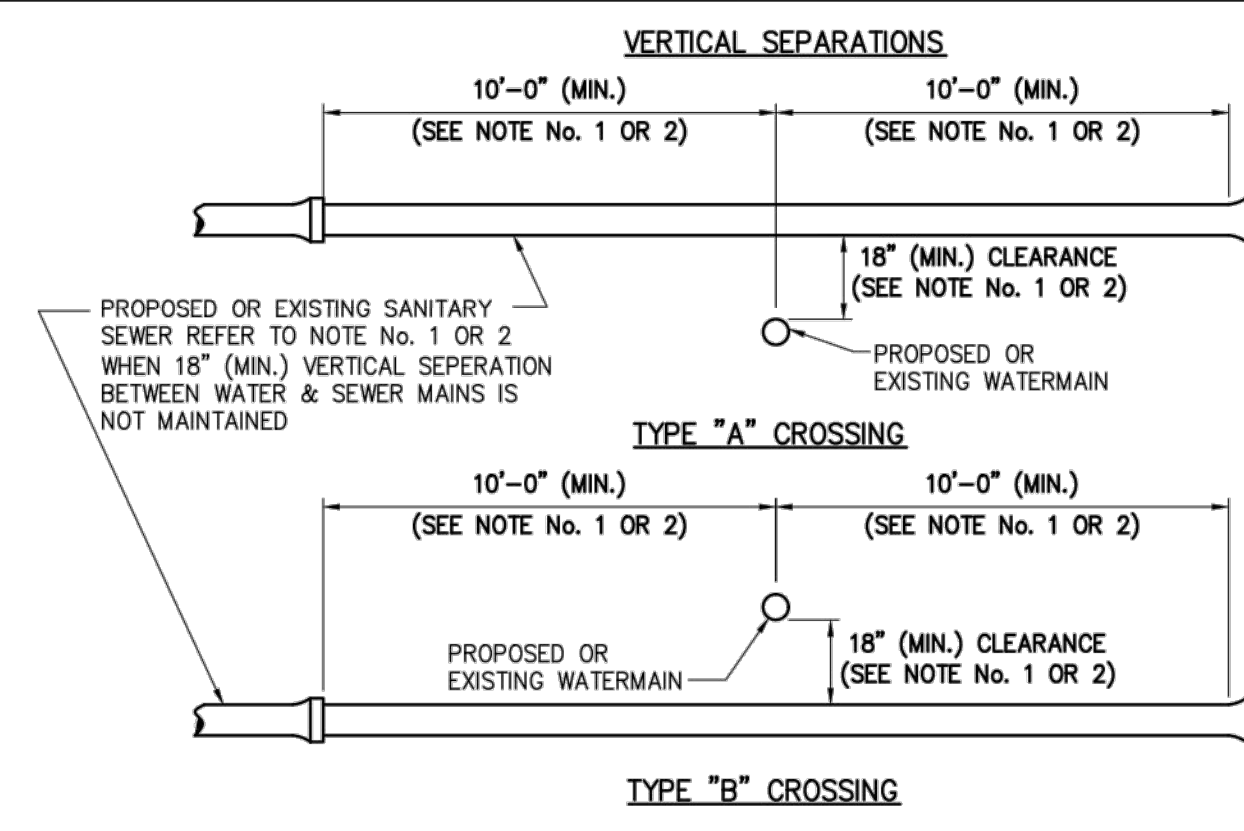 VERTICAL SEPARATIONS
10'-0" (MIN.)
(SEE NOTE No. 1 OR 2)
10'-0" (MIN.)
(SEE NOTE No. 1 OR 2)
18" (MIN.) CLEARANCE
(SEE NOTE No. 1 OR 2)
PROPOSED OR EXISTING SANITARY
SEWER REFER TO NOTE No. 1 OR 2
WHEN 18" (MIN.) VERTICAL SEPERATION
BETWEEN WATER & SEWER MAINS IS
NOT MAINTAINED
PROPOSED OR
EXISTING WATERMAIN
TYPE "A" CROSSING
10'-0" (MIN.)
(SEE NOTE No. 1 OR 2)
10'-0" (MIN.)
(SEE NOTE No. 1 OR 2)
PROPOSED OR
EXISTING WATERMAIN
18" (MIN.) CLEARANCE
(SEE NOTE No. 1 OR 2)
TYPE "B" CROSSING